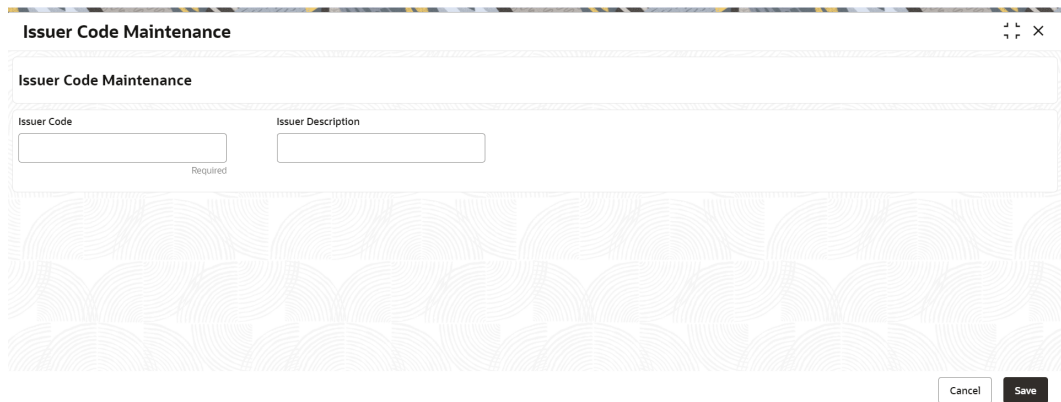 Issuer Code Maintenance
Issuer Code Maintenance
Issuer Code Issuer Description
Required
Cancel Save